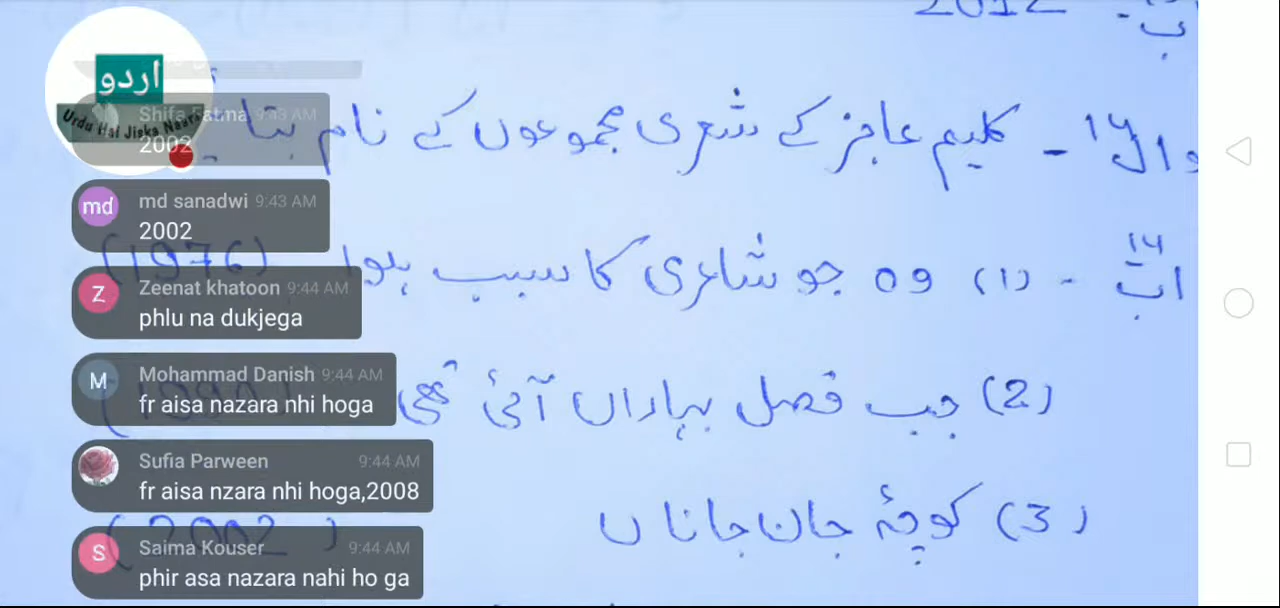 2012
اردو
Urdu Hai Jiska Naam
وال ۱۴ - کلیم عاجز کے شعری مجموعوں کے نام بتا
اب ۱۴ - (۱) وہ جو شاعری کا سبب ہوا (1976)
(2) جب فصل بہاراں آئی تھی
(3) کوچۂ جان جاناں (2002)
Shifa Fatma 9:43 AM
2002
md sanadwi 9:43 AM
2002
Zeenat khatoon 9:44 AM
phlu na dukjega
Mohammad Danish 9:44 AM
fr aisa nazara nhi hoga
Sufia Parween 9:44 AM
fr aisa nzara nhi hoga,2008
Saima Kouser 9:44 AM
phir asa nazara nahi ho ga